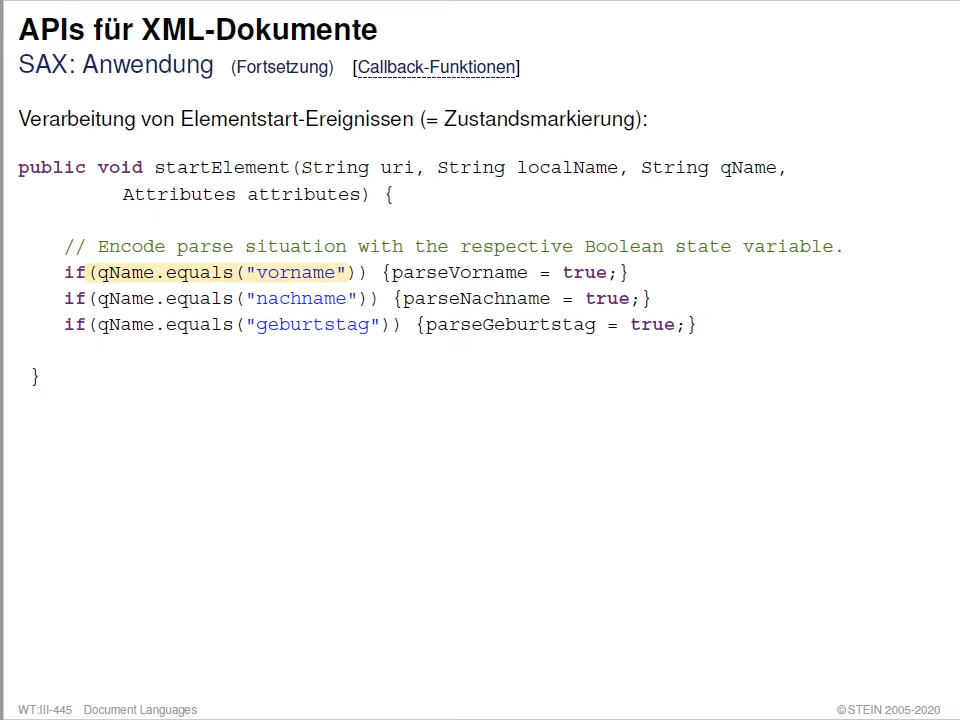 APIs für XML-Dokumente
SAX: Anwendung (Fortsetzung) [Callback-Funktionen]
Verarbeitung von Elementstart-Ereignissen (= Zustandsmarkierung):
public void startElement(String uri, String localName, String qName,
Attributes attributes) {
// Encode parse situation with the respective Boolean state variable.
if(qName.equals("vorname")) {parseVorname = true;}
if(qName.equals("nachname")) {parseNachname = true;}
if(qName.equals("geburtstag")) {parseGeburtstag = true;}
}
WT:III-445 Document Languages ©STEIN 2005-2020